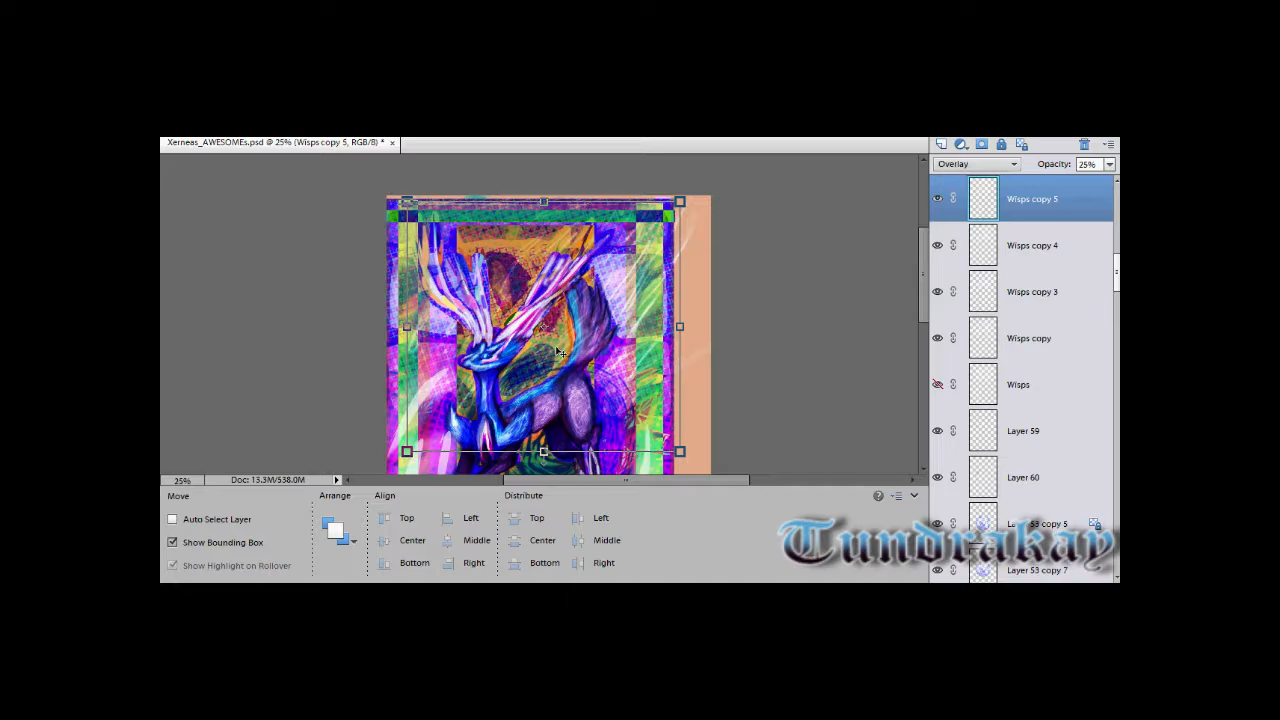 Xerneas_AWESOMEs.psd @ 25% (Wisps copy 5, RGB/8) * ×
Overlay Opacity: 25%
Wisps copy 5
Wisps copy 4
Wisps copy 3
Wisps copy
Wisps
Layer 59
Layer 60
Layer 53 copy 5
Layer 53 copy 7
25% Doc: 13.3M/538.0M
Move Arrange Align Distribute
Auto Select Layer Top Left Top Left
Show Bounding Box Center Middle Center Middle
Show Highlight on Rollover Bottom Right Bottom Right
Tundrakay